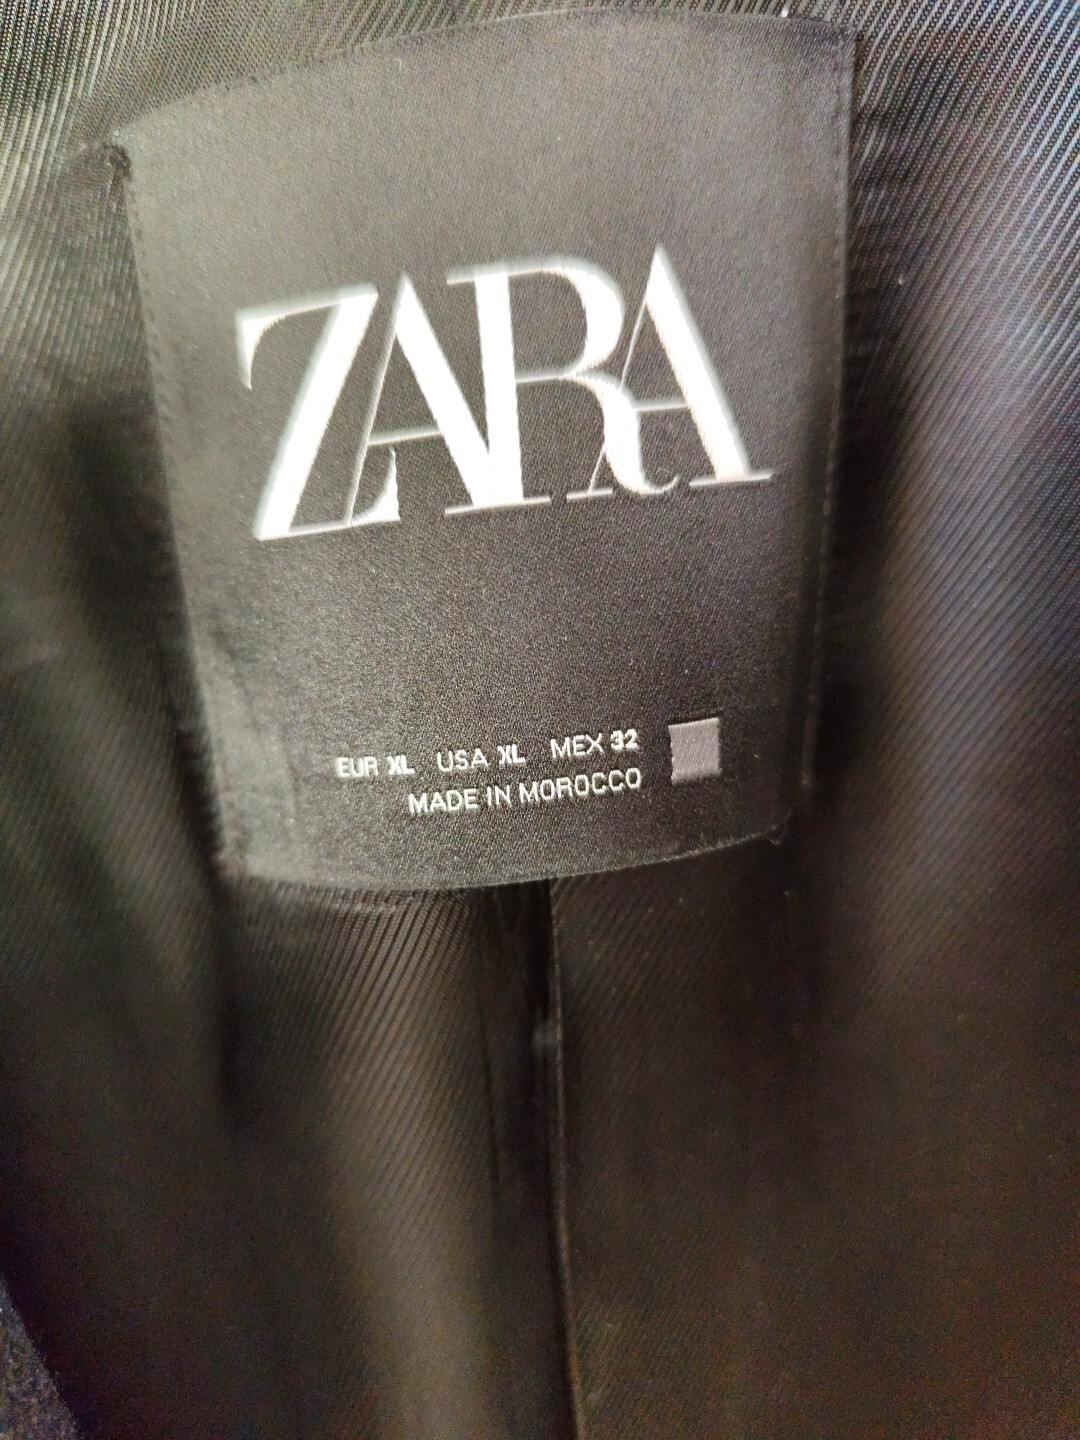 ZARA
EUR XL USA XL MEX 32
MADE IN MOROCCO